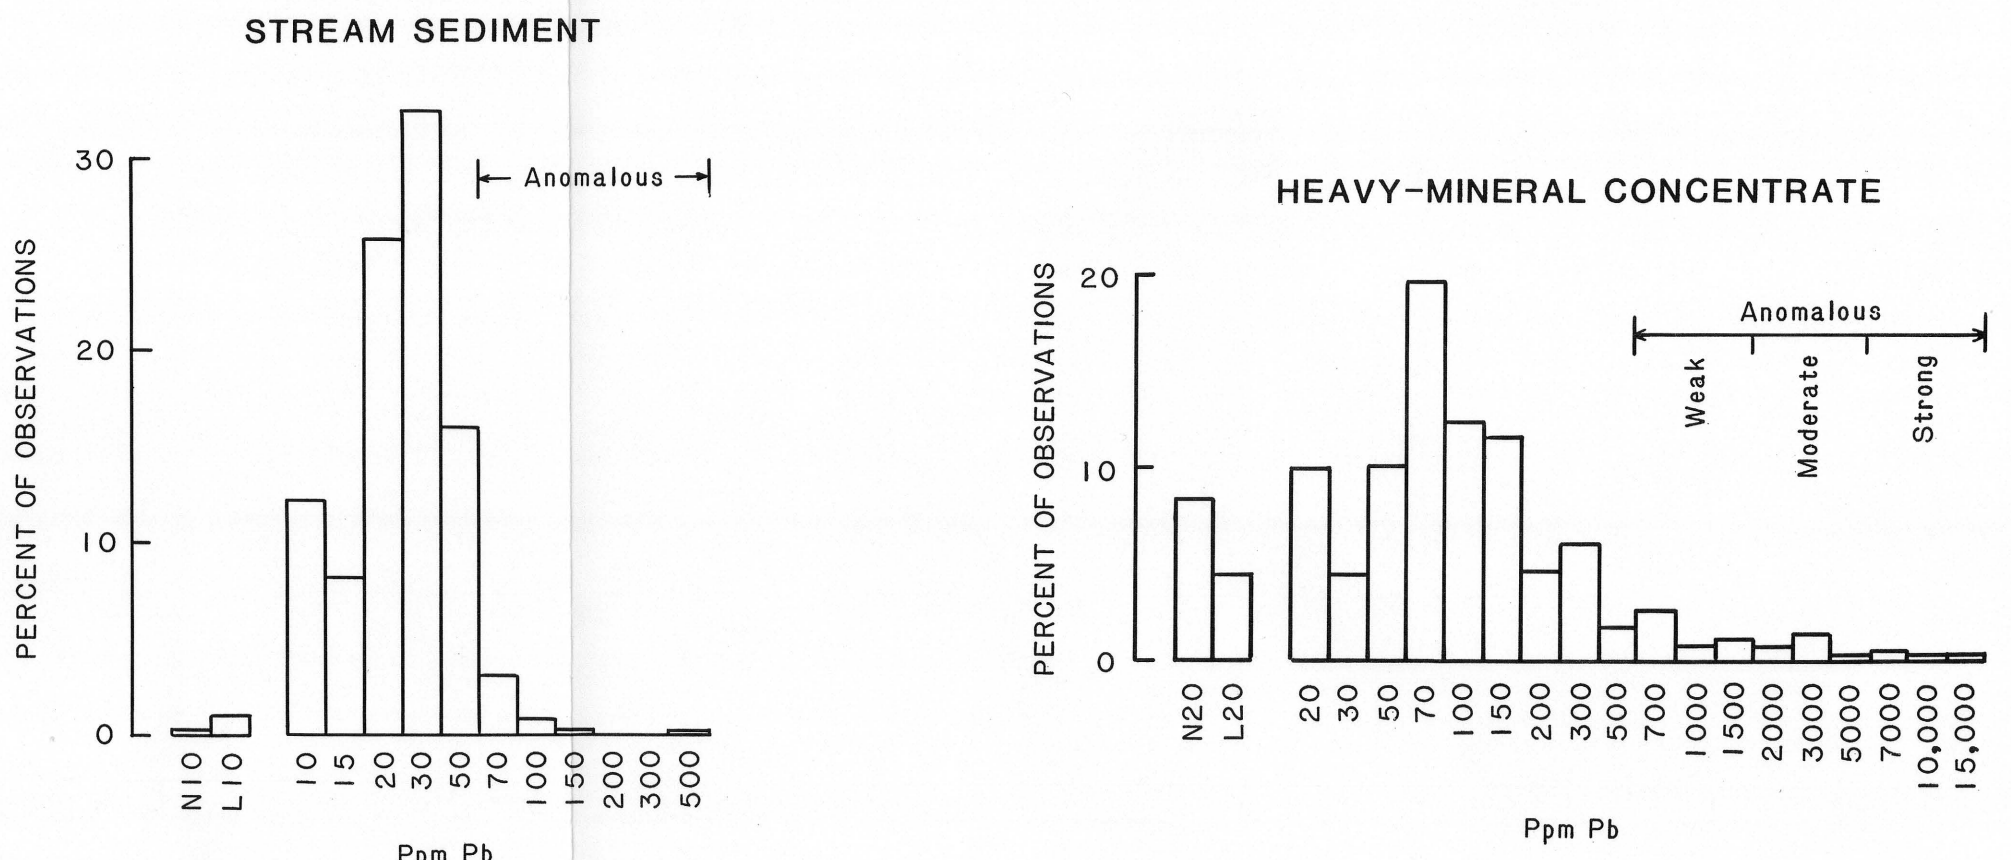 STREAM SEDIMENT
PERCENT OF OBSERVATIONS
30
20
10
0
Anomalous
N10 L10 10 15 20 30 50 70 100 150 200 300 500
Ppm Pb
HEAVY-MINERAL CONCENTRATE
PERCENT OF OBSERVATIONS
20
10
0
Anomalous
Weak
Moderate
Strong
N20 L20 20 30 50 70 100 150 200 300 500 700 1000 1500 2000 3000 5000 7000 10,000 15,000
Ppm Pb